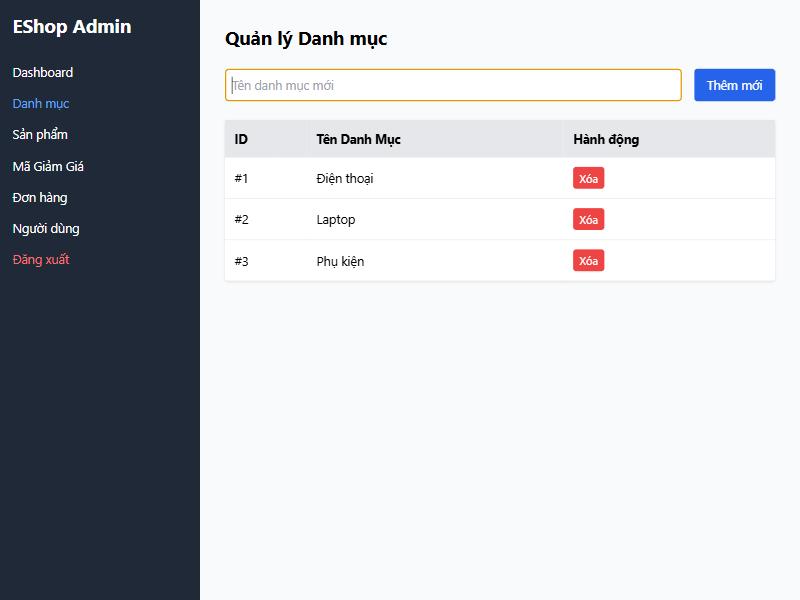 EShop Admin
Dashboard
Danh mục
Sản phẩm
Mã Giảm Giá
Đơn hàng
Người dùng
Đăng xuất
Quản lý Danh mục
Tên danh mục mới
Thêm mới
ID Tên Danh Mục Hành động
#1 Điện thoại Xóa
#2 Laptop Xóa
#3 Phụ kiện Xóa